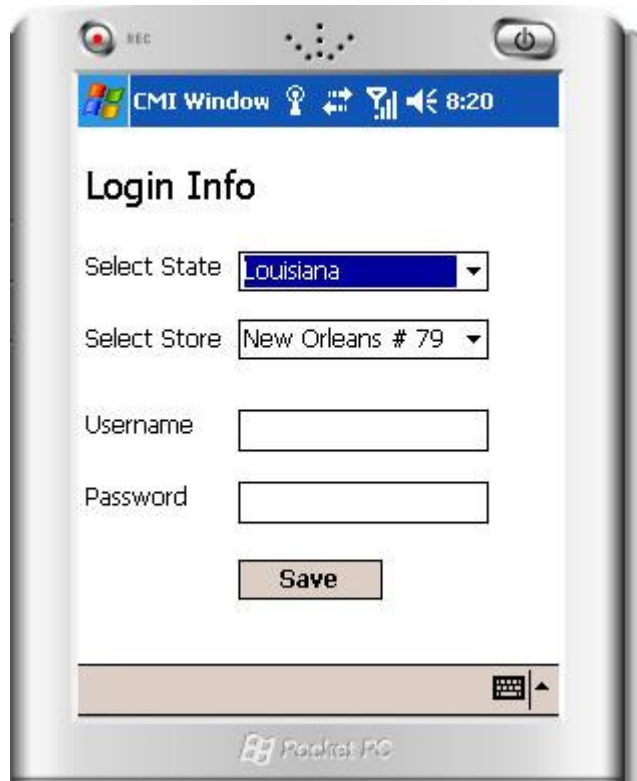 REC
CMI Window 8:20
Login Info
Select State Louisiana
Select Store New Orleans # 79
Username
Password
Save
Pocket PC